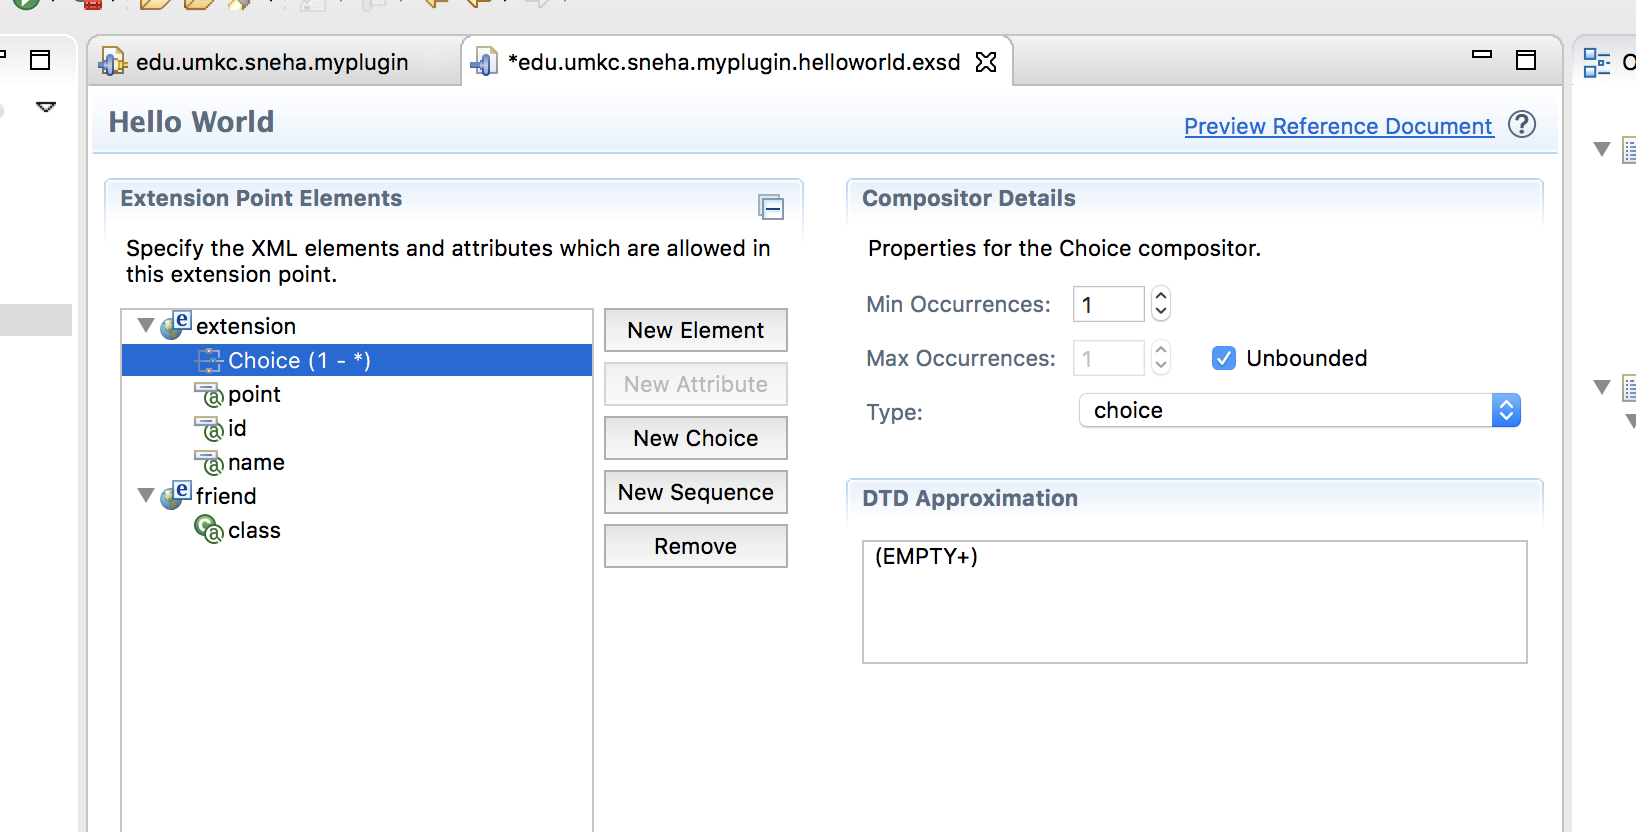 edu.umkc.sneha.myplugin
*edu.umkc.sneha.myplugin.helloworld.exsd
Hello World
Preview Reference Document
?
Extension Point Elements
Specify the XML elements and attributes which are allowed in
this extension point.
extension
Choice (1 - *)
point
id
name
friend
class
New Element
New Attribute
New Choice
New Sequence
Remove
Compositor Details
Properties for the Choice compositor.
Min Occurrences: 1
Max Occurrences: 1 Unbounded
Type: choice
DTD Approximation
(EMPTY+)